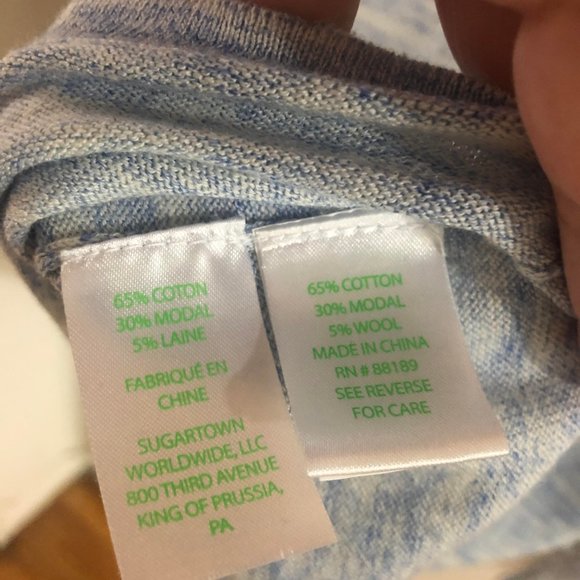 65% COTTON
30% MODAL
5% LAINE
FABRIQUÉ EN
CHINE
SUGARTOWN
WORLDWIDE, LLC
800 THIRD AVENUE
KING OF PRUSSIA,
PA
65% COTTON
30% MODAL
5% WOOL
MADE IN CHINA
RN # 88189
SEE REVERSE
FOR CARE